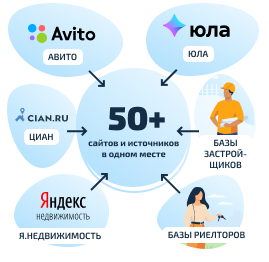 Avito
АВИТО
юла
ЮЛА
CIAN.RU
ЦИАН
50+
сайтов и источников
в одном месте
БАЗЫ
ЗАСТРОЙ-
ЩИКОВ
Яндекс
НЕДВИЖИМОСТЬ
Я.НЕДВИЖИМОСТЬ
БАЗЫ РИЕЛТОРОВ